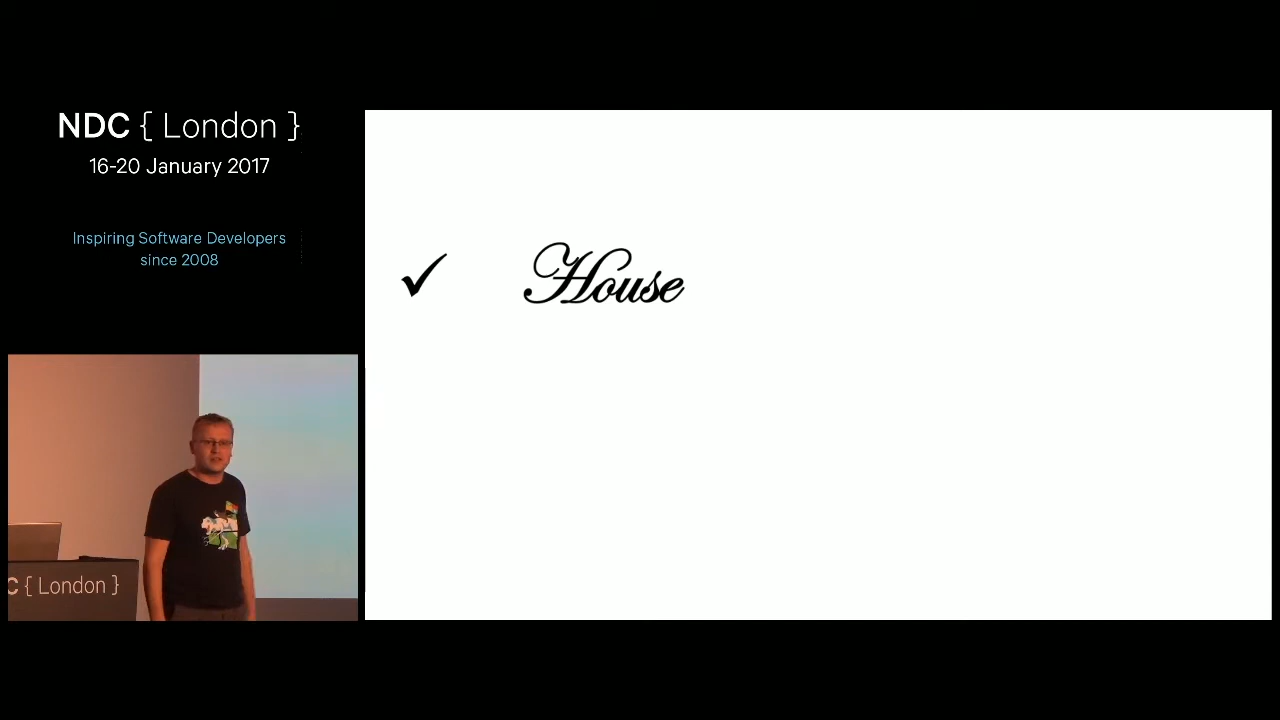 NDC { London }
16-20 January 2017
Inspiring Software Developers
since 2008
✓ House
C { London }